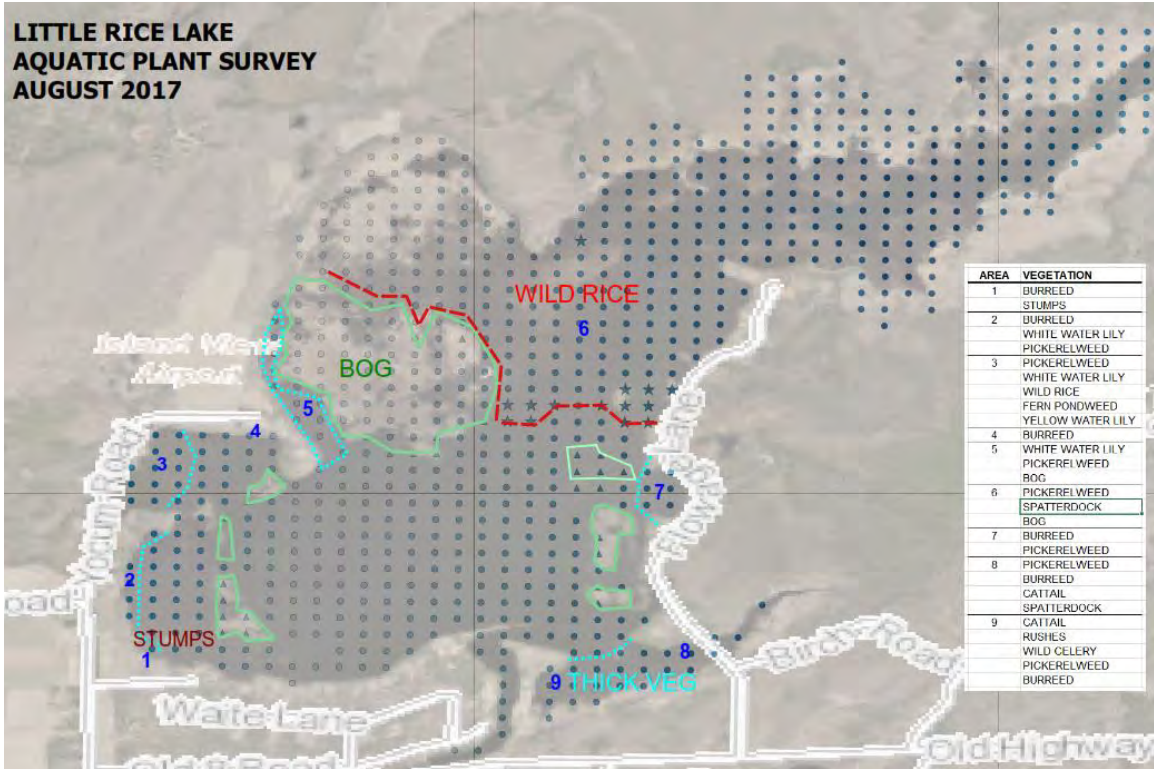 LITTLE RICE LAKE
AQUATIC PLANT SURVEY
AUGUST 2017
WILD RICE
6
Island View
Airport
BOG
5
4
3
7
2
STUMPS
1
8
9 THICK VEG
Birch Road
Waite Lane
Old Highway
AREA VEGETATION
1 BURREED
STUMPS
2 BURREED
WHITE WATER LILY
PICKERELWEED
3 PICKERELWEED
WHITE WATER LILY
WILD RICE
FERN PONDWEED
YELLOW WATER LILY
4 BURREED
5 WHITE WATER LILY
PICKERELWEED
BOG
6 PICKERELWEED
SPATTERDOCK
BOG
7 BURREED
PICKERELWEED
8 PICKERELWEED
BURREED
CATTAIL
SPATTERDOCK
9 CATTAIL
RUSHES
WILD CELERY
PICKERELWEED
BURREED